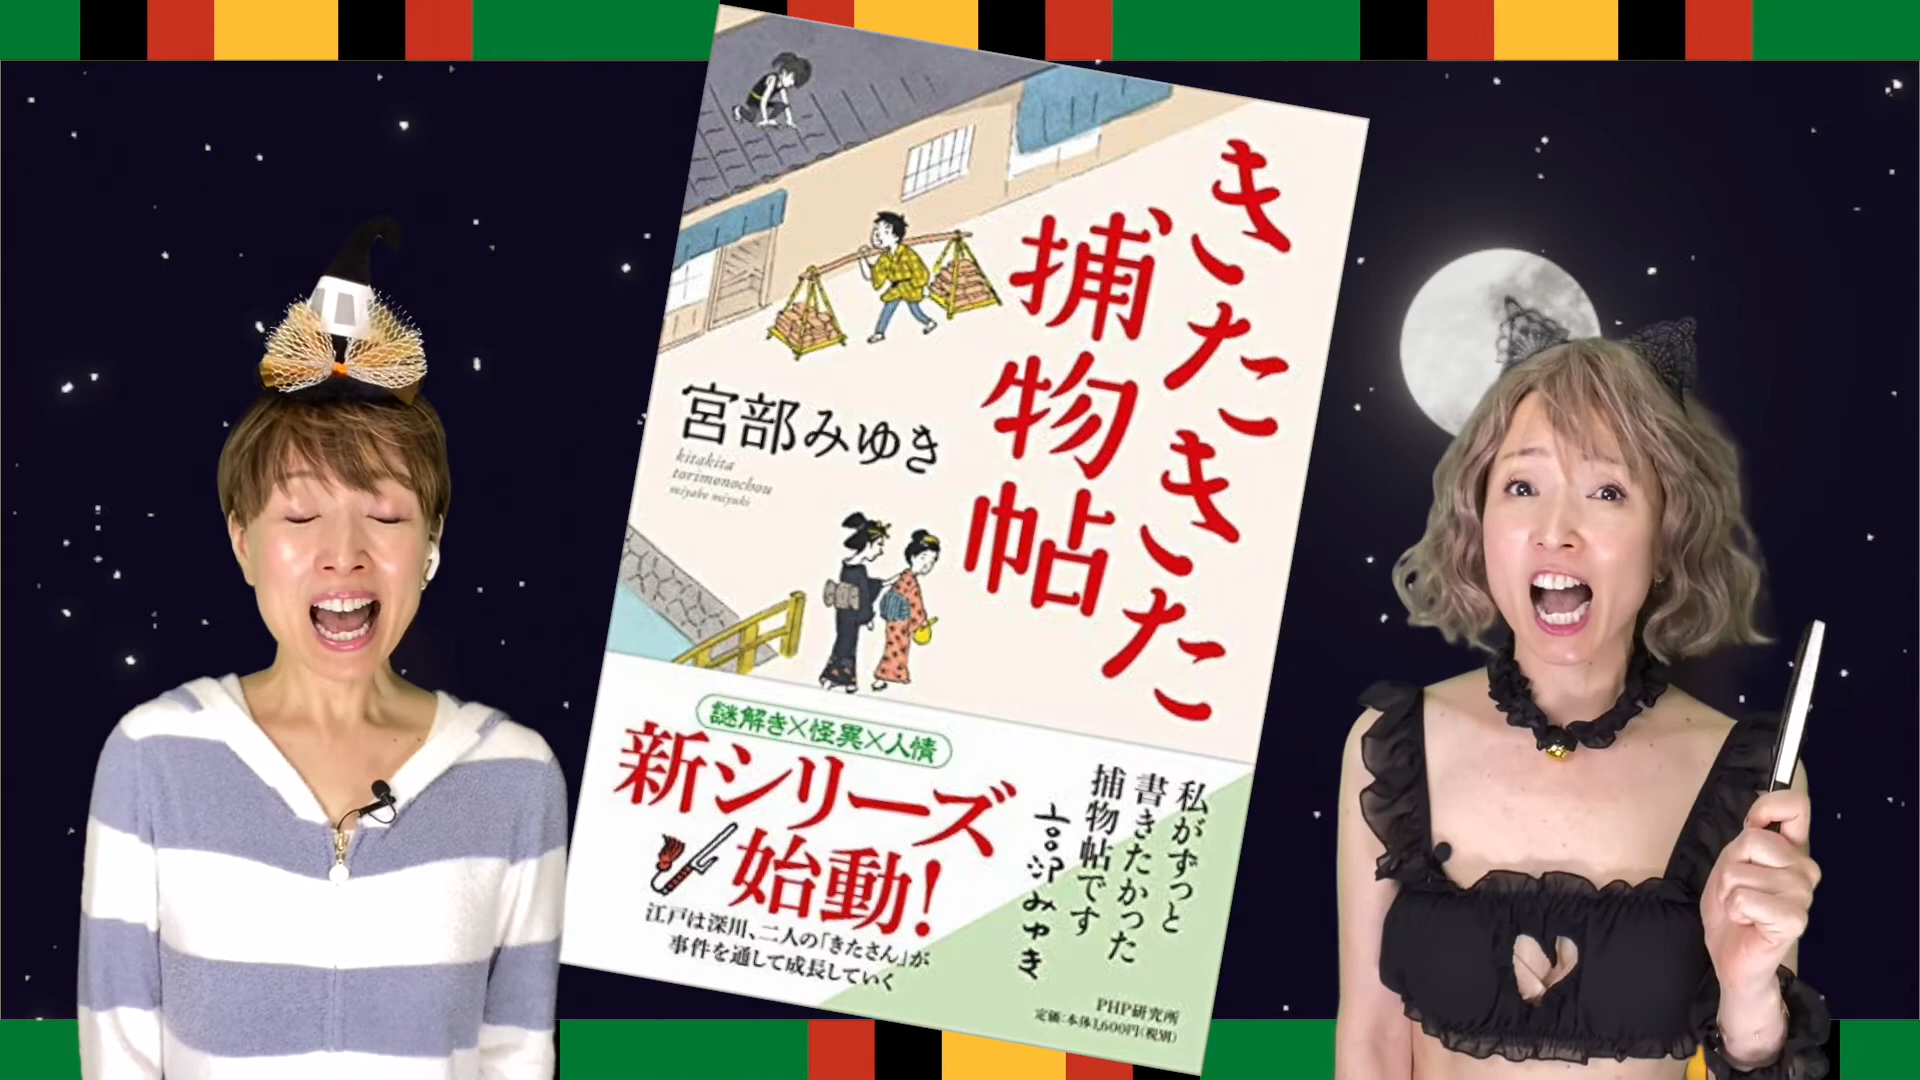 きたきた
捕物帖
宮部みゆき
kitakita
torimonochou
miyabe miyuki
謎解き×怪異×人情
新シリーズ
始動!
江戸は深川、二人の「きたさん」が
事件を通して成長していく
私がずっと
書きたかった
捕物帖です
宮部みゆき
PHP研究所
定価:本体1,600円(税別)